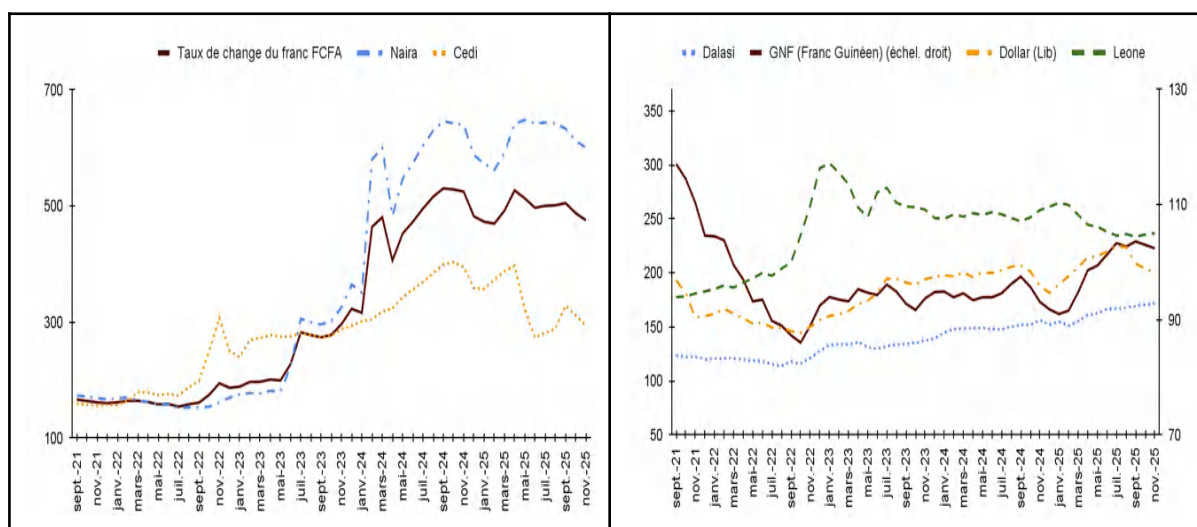 Taux de change du franc FCFA Naira Cedi
700
500
300
100
sept.-21
nov.-21
janv.-22
mars-22
mai-22
juil.-22
sept.-22
nov.-22
janv.-23
mars-23
mai-23
juil.-23
sept.-23
nov.-23
janv.-24
mars-24
mai-24
juil.-24
sept.-24
nov.-24
janv.-25
mars-25
mai-25
juil.-25
sept.-25
nov.-25
Dalasi GNF (Franc Guinéen) (échel. droit) Dollar (Lib) Leone
350
300
250
200
150
100
50
130
110
90
70
sept.-21
nov.-21
janv.-22
mars-22
mai-22
juil.-22
sept.-22
nov.-22
janv.-23
mars-23
mai-23
juil.-23
sept.-23
nov.-23
janv.-24
mars-24
mai-24
juil.-24
sept.-24
nov.-24
janv.-25
mars-25
mai-25
juil.-25
sept.-25
nov.-25